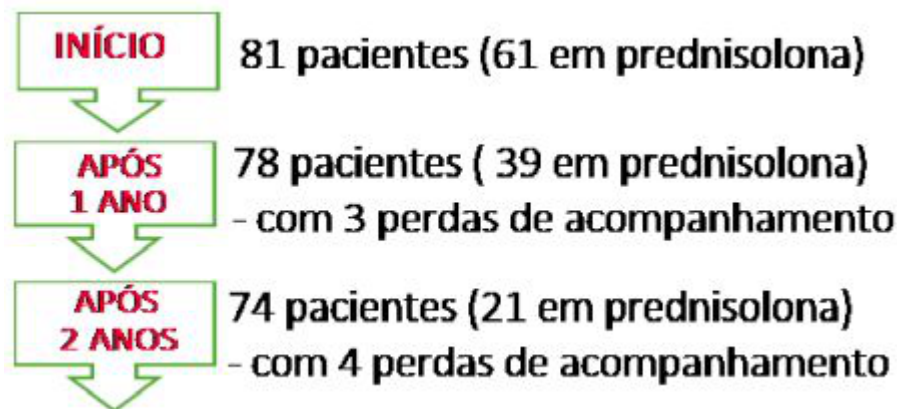 INÍCIO
81 pacientes (61 em prednisolona)
APÓS
1 ANO
78 pacientes ( 39 em prednisolona)
- com 3 perdas de acompanhamento
APÓS
2 ANOS
74 pacientes (21 em prednisolona)
- com 4 perdas de acompanhamento